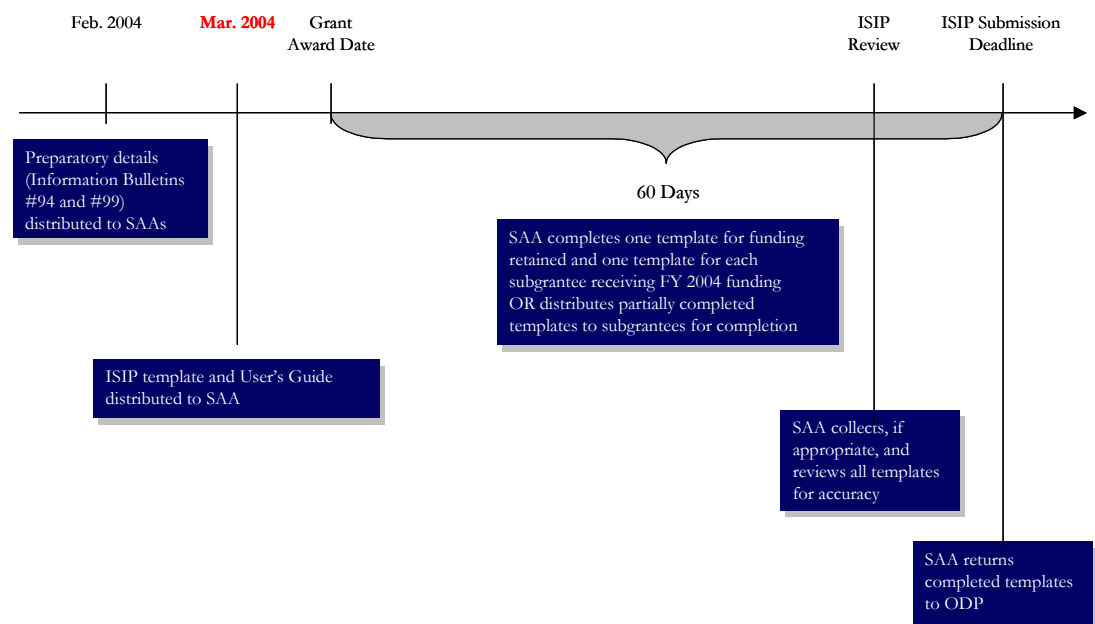 Feb. 2004
Mar. 2004
Grant
Award Date
ISIP
Review
ISIP Submission
Deadline
Preparatory details
(Information Bulletins
#94 and #99)
distributed to SAAs
60 Days
SAA completes one template for funding
retained and one template for each
subgrantee receiving FY 2004 funding
OR distributes partially completed
templates to subgrantees for completion
ISIP template and User’s Guide
distributed to SAA
SAA collects, if
appropriate, and
reviews all templates
for accuracy
SAA returns
completed templates
to ODP